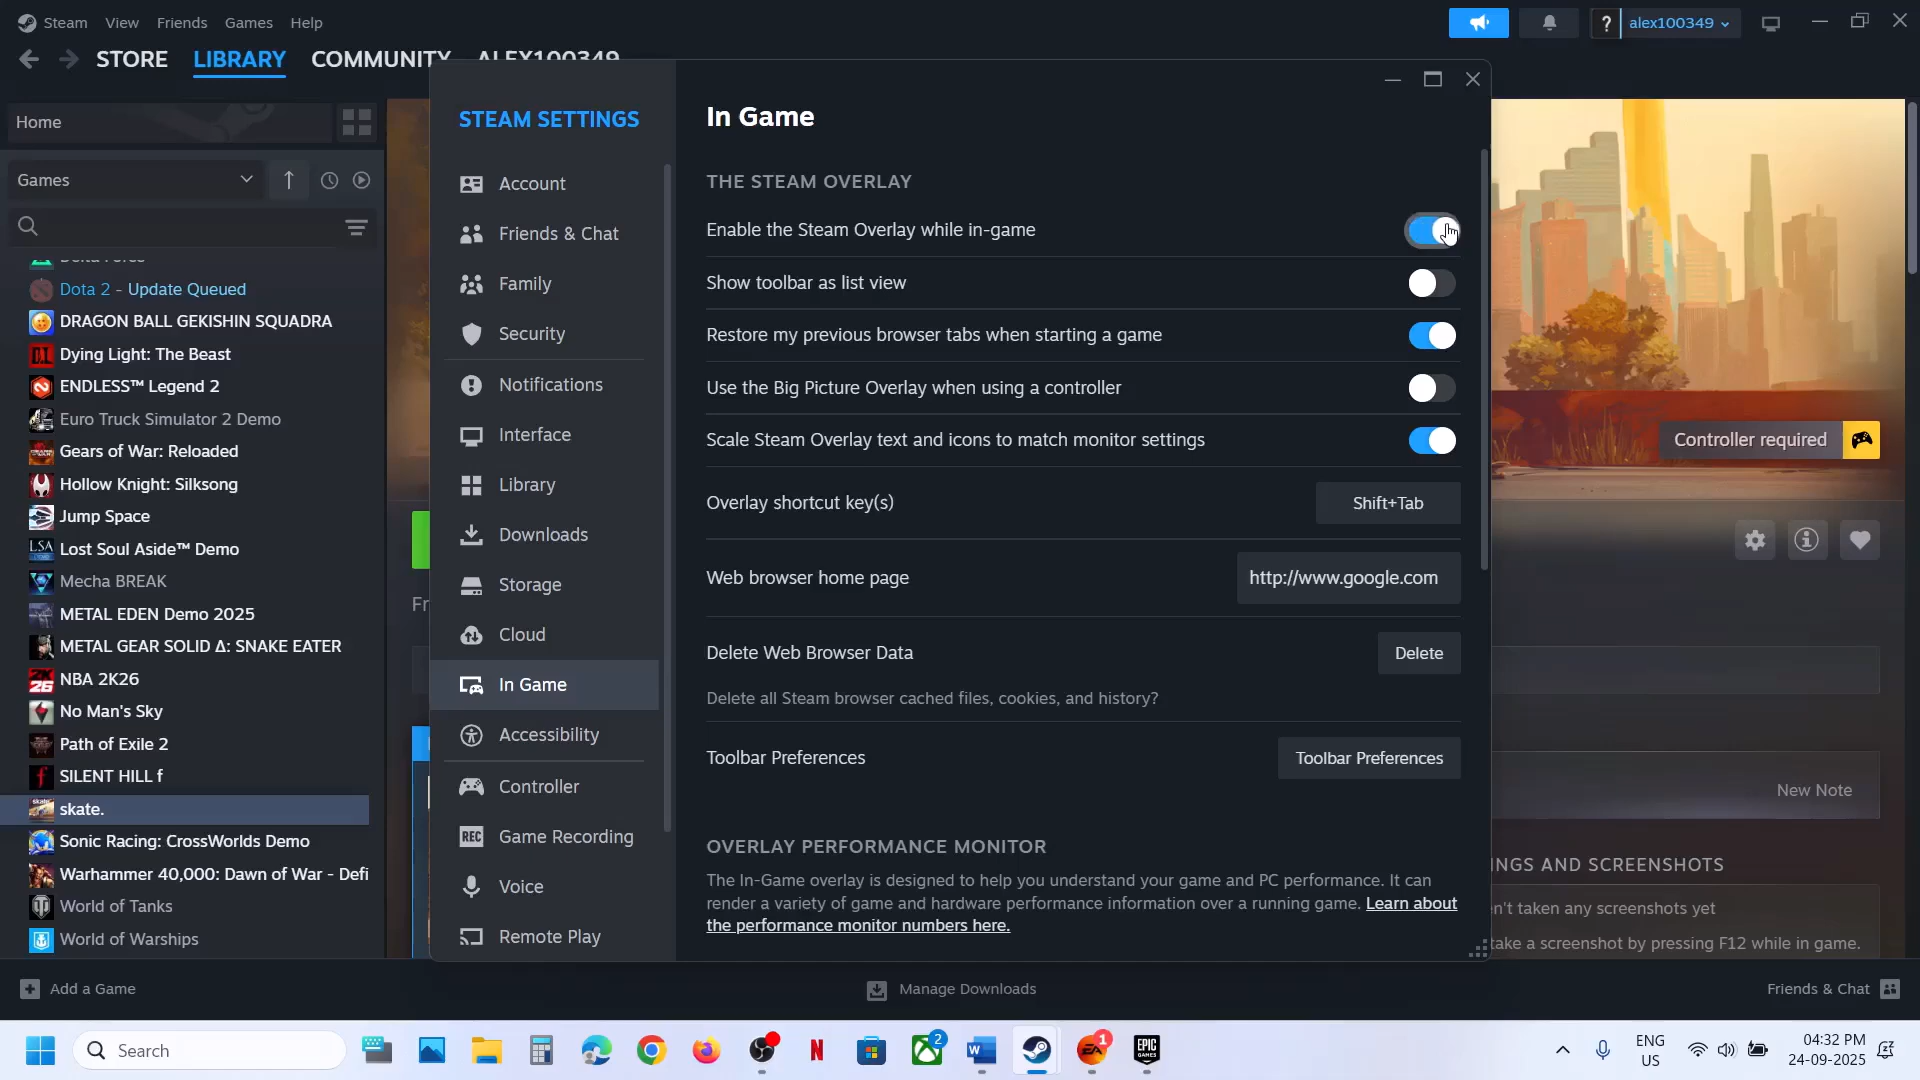 Steam View Friends Games Help
alex100349
STORE LIBRARY COMMUNITY ALEX100349
Home
Games
Dota 2 - Update Queued
DRAGON BALL GEKISHIN SQUADRA
Dying Light: The Beast
ENDLESS™ Legend 2
Euro Truck Simulator 2 Demo
Gears of War: Reloaded
Hollow Knight: Silksong
Jump Space
Lost Soul Aside™ Demo
Mecha BREAK
METAL EDEN Demo 2025
METAL GEAR SOLID Δ: SNAKE EATER
NBA 2K26
No Man's Sky
Path of Exile 2
SILENT HILL f
skate.
Sonic Racing: CrossWorlds Demo
Warhammer 40,000: Dawn of War - Defi
World of Tanks
World of Warships
STEAM SETTINGS
Account
Friends & Chat
Family
Security
Notifications
Interface
Library
Downloads
Storage
Cloud
In Game
Accessibility
Controller
REC Game Recording
Voice
Remote Play
In Game
THE STEAM OVERLAY
Enable the Steam Overlay while in-game
Show toolbar as list view
Restore my previous browser tabs when starting a game
Use the Big Picture Overlay when using a controller
Scale Steam Overlay text and icons to match monitor settings
Overlay shortcut key(s) Shift+Tab
Web browser home page http://www.google.com
Delete Web Browser Data Delete
Delete all Steam browser cached files, cookies, and history?
Toolbar Preferences Toolbar Preferences
OVERLAY PERFORMANCE MONITOR
The In-Game overlay is designed to help you understand your game and PC performance. It can
render a variety of game and hardware performance information over a running game. Learn about
the performance monitor numbers here.
Controller required
Fr
New Note
NGS AND SCREENSHOTS
n't taken any screenshots yet
take a screenshot by pressing F12 while in game.
Add a Game
Manage Downloads
Friends & Chat
Search
2
1
EPIC
GAMES
ENG
US
04:32 PM
24-09-2025